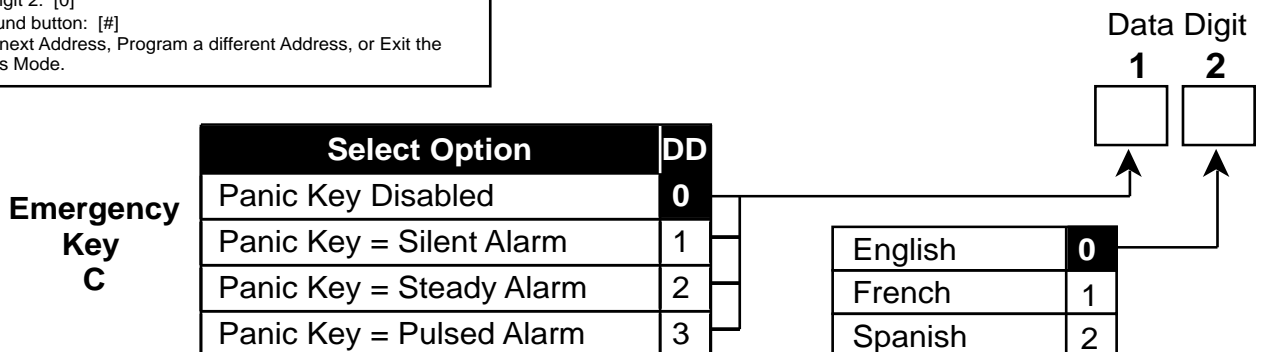 git 2: [0]
und button: [#]
next Address, Program a different Address, or Exit the
s Mode.
Data Digit
1 2
Select Option DD
Panic Key Disabled 0
Panic Key = Silent Alarm 1
Panic Key = Steady Alarm 2
Panic Key = Pulsed Alarm 3
Emergency
Key
C
English 0
French 1
Spanish 2